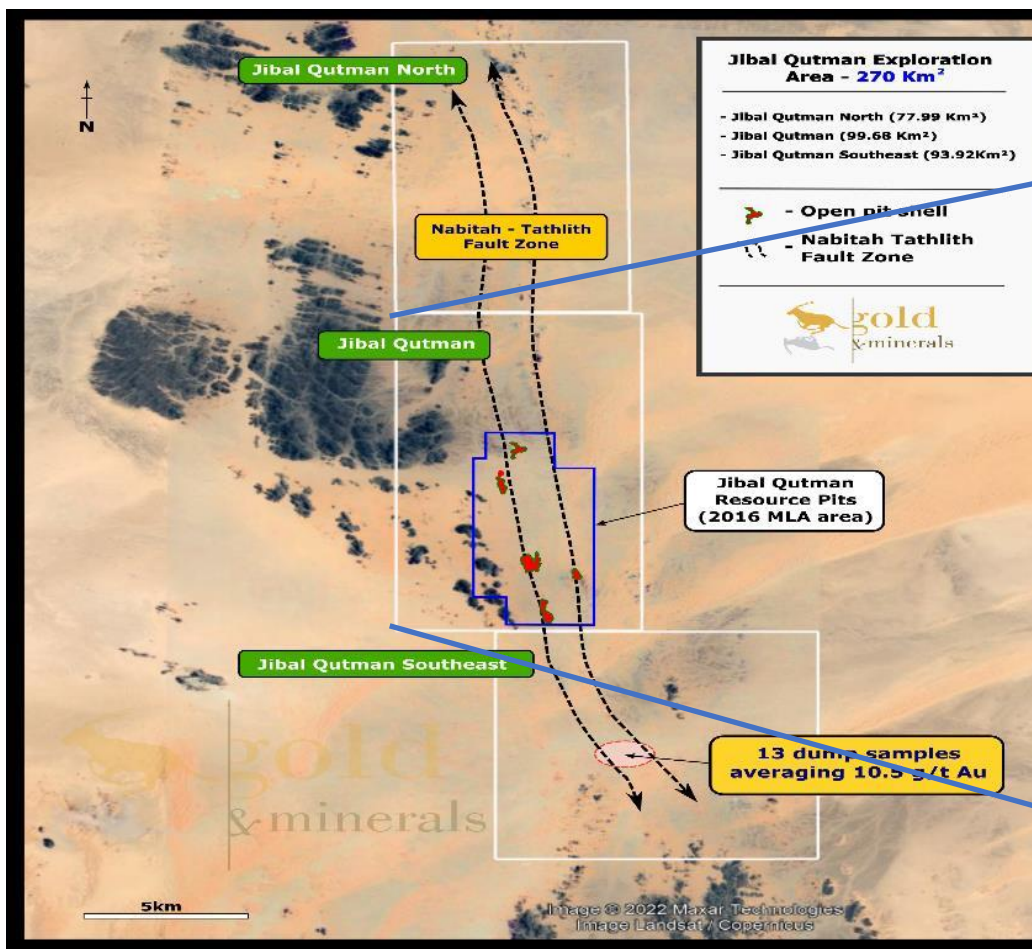 Jibal Qutman North
N
Nabitah - Tathlith
Fault Zone
Jibal Qutman Exploration
Area - 270 Km²
- Jibal Qutman North (77.99 Km²)
- Jibal Qutman (99.68 Km²)
- Jibal Qutman Southeast (93.92Km²)
- Open pit shell
- Nabitah Tathlith
Fault Zone
gold
& minerals
Jibal Qutman
Jibal Qutman
Resource Pits
(2016 MLA area)
Jibal Qutman Southeast
13 dump samples
averaging 10.5 g/t Au
gold
& minerals
5km
Image © 2022 Maxar Technologies
Image Landsat / Copernicus